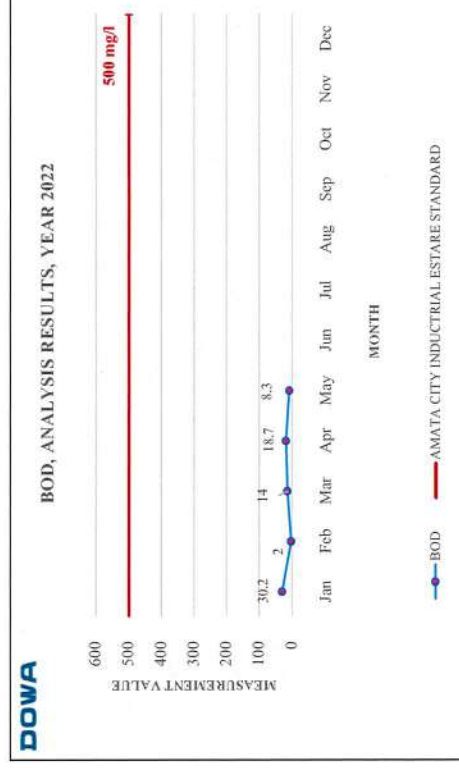 DOWA
BOD, ANALYSIS RESULTS, YEAR 2022
MEASUREMENT VALUE
600
500
400
300
200
100
0
500 mg/l
30.2
2
14
18.7
8.3
Jan Feb Mar Apr May Jun Jul Aug Sep Oct Nov Dec
MONTH
BOD AMATA CITY INDUCTRIAL ESTARE STANDARD